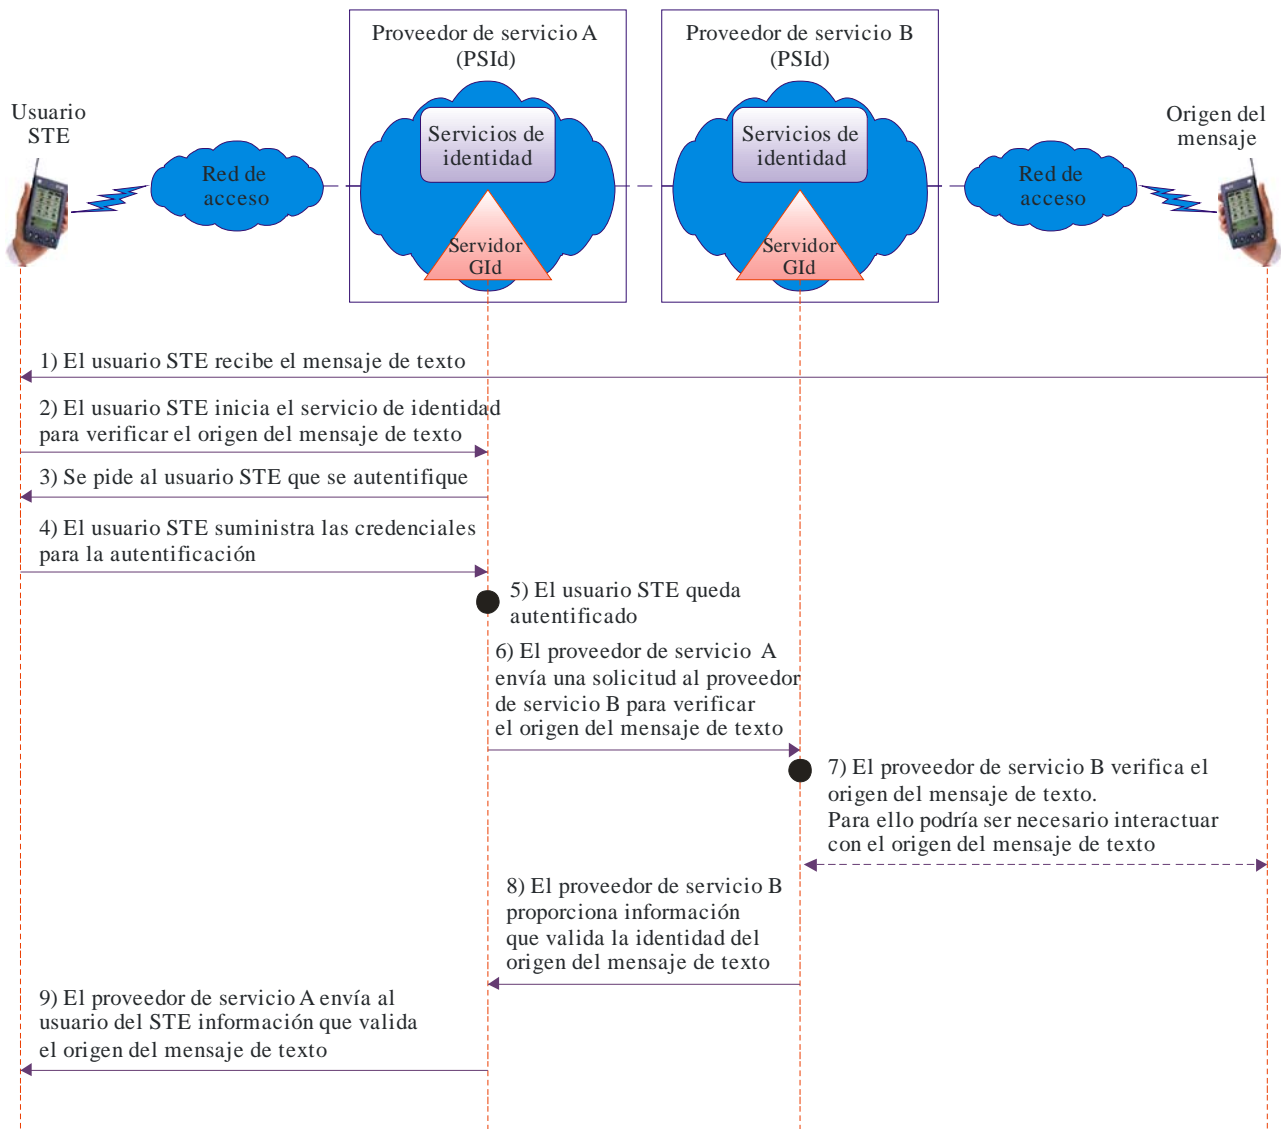 Proveedor de servicio A
(PSId)
Proveedor de servicio B
(PSId)
Usuario
STE
Servicios de
identidad
Servicios de
identidad
Origen del
mensaje
Red de
acceso
Red de
acceso
Servidor
GId
Servidor
GId
1) El usuario STE recibe el mensaje de texto
2) El usuario STE inicia el servicio de identidad
para verificar el origen del mensaje de texto
3) Se pide al usuario STE que se autentifique
4) El usuario STE suministra las credenciales
para la autentificación
5) El usuario STE queda
autentificado
6) El proveedor de servicio A
envía una solicitud al proveedor
de servicio B para verificar
el origen del mensaje de texto
7) El proveedor de servicio B verifica el
origen del mensaje de texto.
Para ello podría ser necesario interactuar
con el origen del mensaje de texto
8) El proveedor de servicio B
proporciona información
que valida la identidad del
origen del mensaje de texto
9) El proveedor de servicio A envía al
usuario del STE información que valida
el origen del mensaje de texto